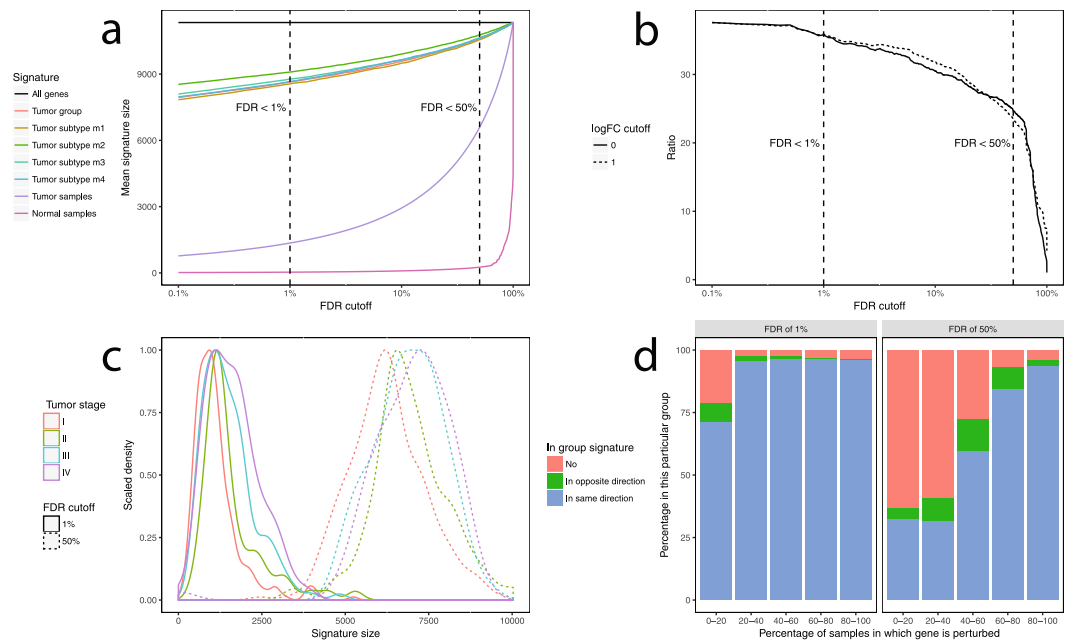 a
Signature
All genes
Tumor group
Tumor subtype m1
Tumor subtype m2
Tumor subtype m3
Tumor subtype m4
Tumor samples
Normal samples
Mean signature size
9000
6000
3000
0
FDR < 1%
FDR < 50%
0.1%
1%
10%
100%
FDR cutoff
b
logFC cutoff
0
1
Ratio
30
20
10
0
FDR < 1%
FDR < 50%
0.1%
1%
10%
100%
FDR cutoff
c
Tumor stage
I
II
III
IV
FDR cutoff
1%
50%
Scaled density
1.00
0.75
0.50
0.25
0.00
0
2500
5000
7500
10000
Signature size
d
In group signature
No
In opposite direction
In same direction
Percentage in this particular group
FDR of 1%
FDR of 50%
100
75
50
25
0
0–20
20–40
40–60
60–80
80–100
0–20
20–40
40–60
60–80
80–100
Percentage of samples in which gene is perturbed